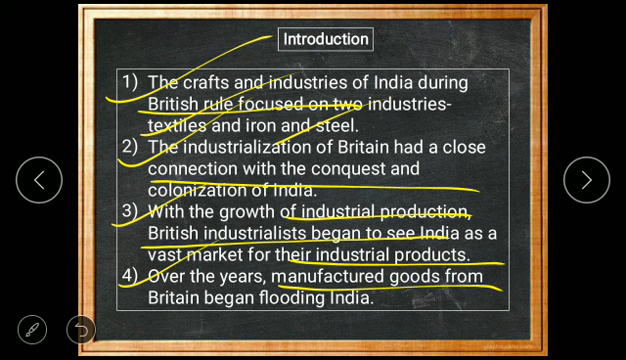 Introduction
1) The crafts and industries of India during
British rule focused on two industries-
textiles and iron and steel.
2) The industrialization of Britain had a close
connection with the conquest and
colonization of India.
3) With the growth of industrial production,
British industrialists began to see India as a
vast market for their industrial products.
4) Over the years, manufactured goods from
Britain began flooding India.